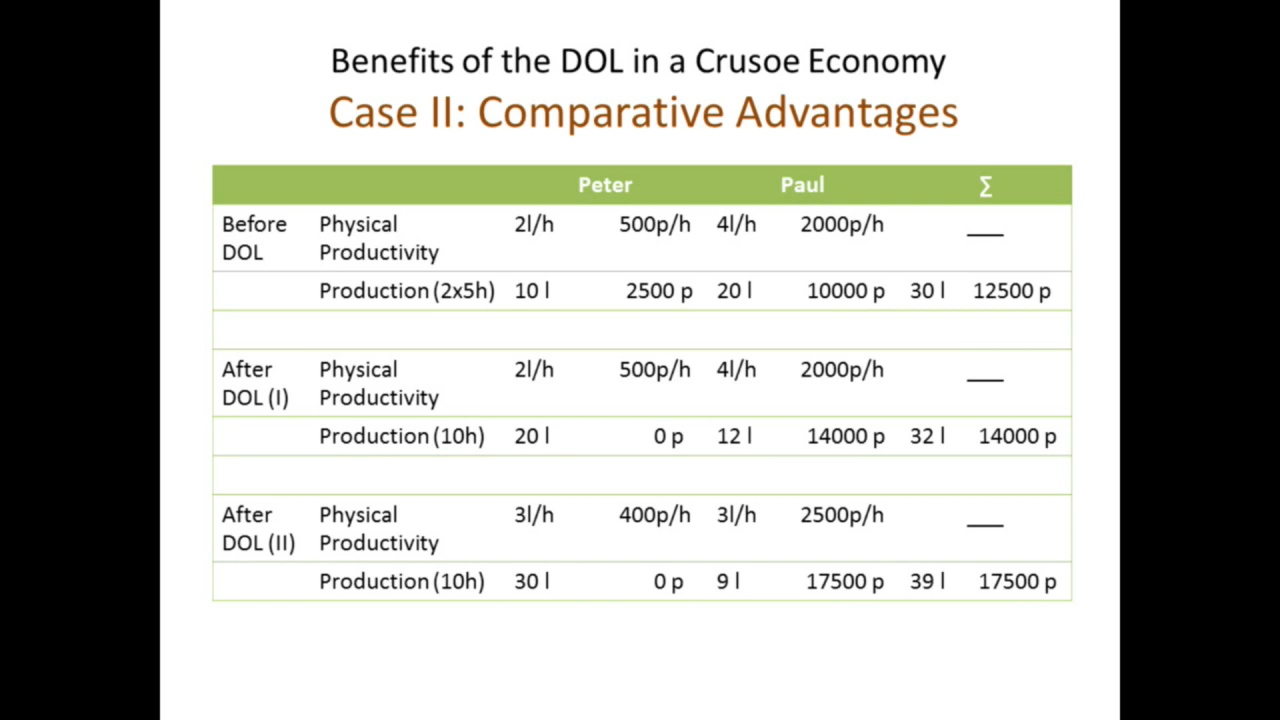 Benefits of the DOL in a Crusoe Economy
Case II: Comparative Advantages
Peter Paul ∑
Before DOL Physical Productivity 2l/h 500p/h 4l/h 2000p/h ___
Production (2x5h) 10 l 2500 p 20 l 10000 p 30 l 12500 p
After DOL (I) Physical Productivity 2l/h 500p/h 4l/h 2000p/h ___
Production (10h) 20 l 0 p 12 l 14000 p 32 l 14000 p
After DOL (II) Physical Productivity 3l/h 400p/h 3l/h 2500p/h ___
Production (10h) 30 l 0 p 9 l 17500 p 39 l 17500 p